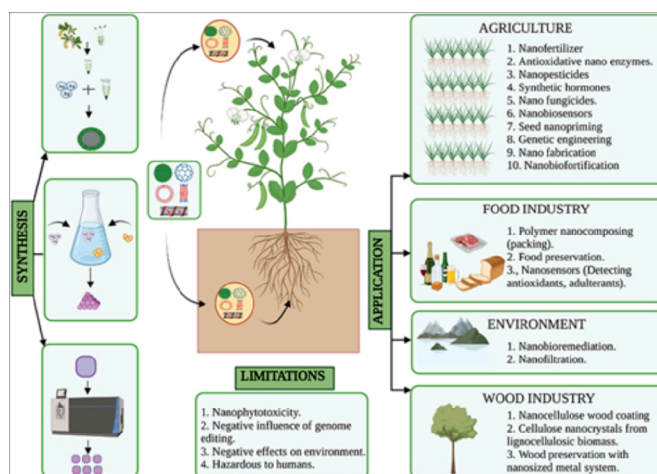 SYNTHESIS
Ag
Ag
Ag
LIMITATIONS
1. Nanophytotoxicity.
2. Negative influence of genome
editing.
3. Negative effects on environment.
4. Hazardous to humans.
APPLICATION
AGRICULTURE
1. Nanofertilizer
2. Antioxidative nano enzymes.
3. Nanopesticides
4. Synthetic hormones
5. Nano fungicides.
6. Nanobiosensors
7. Seed nanopriming
8. Genetic engineering
9. Nano fabrication
10. Nanobiofortification
FOOD INDUSTRY
1. Polymer nanocomposing
(packing).
2. Food preservation.
3., Nanosensors (Detecting
antioxidants, adulterants).
ENVIRONMENT
1. Nanobioremediation.
2. Nanofiltration.
WOOD INDUSTRY
1. Nanocellulose wood coating
2. Cellulose nanocrystals from
lignocellulosic biomass.
3. Wood preservation with
nanosized metal system.